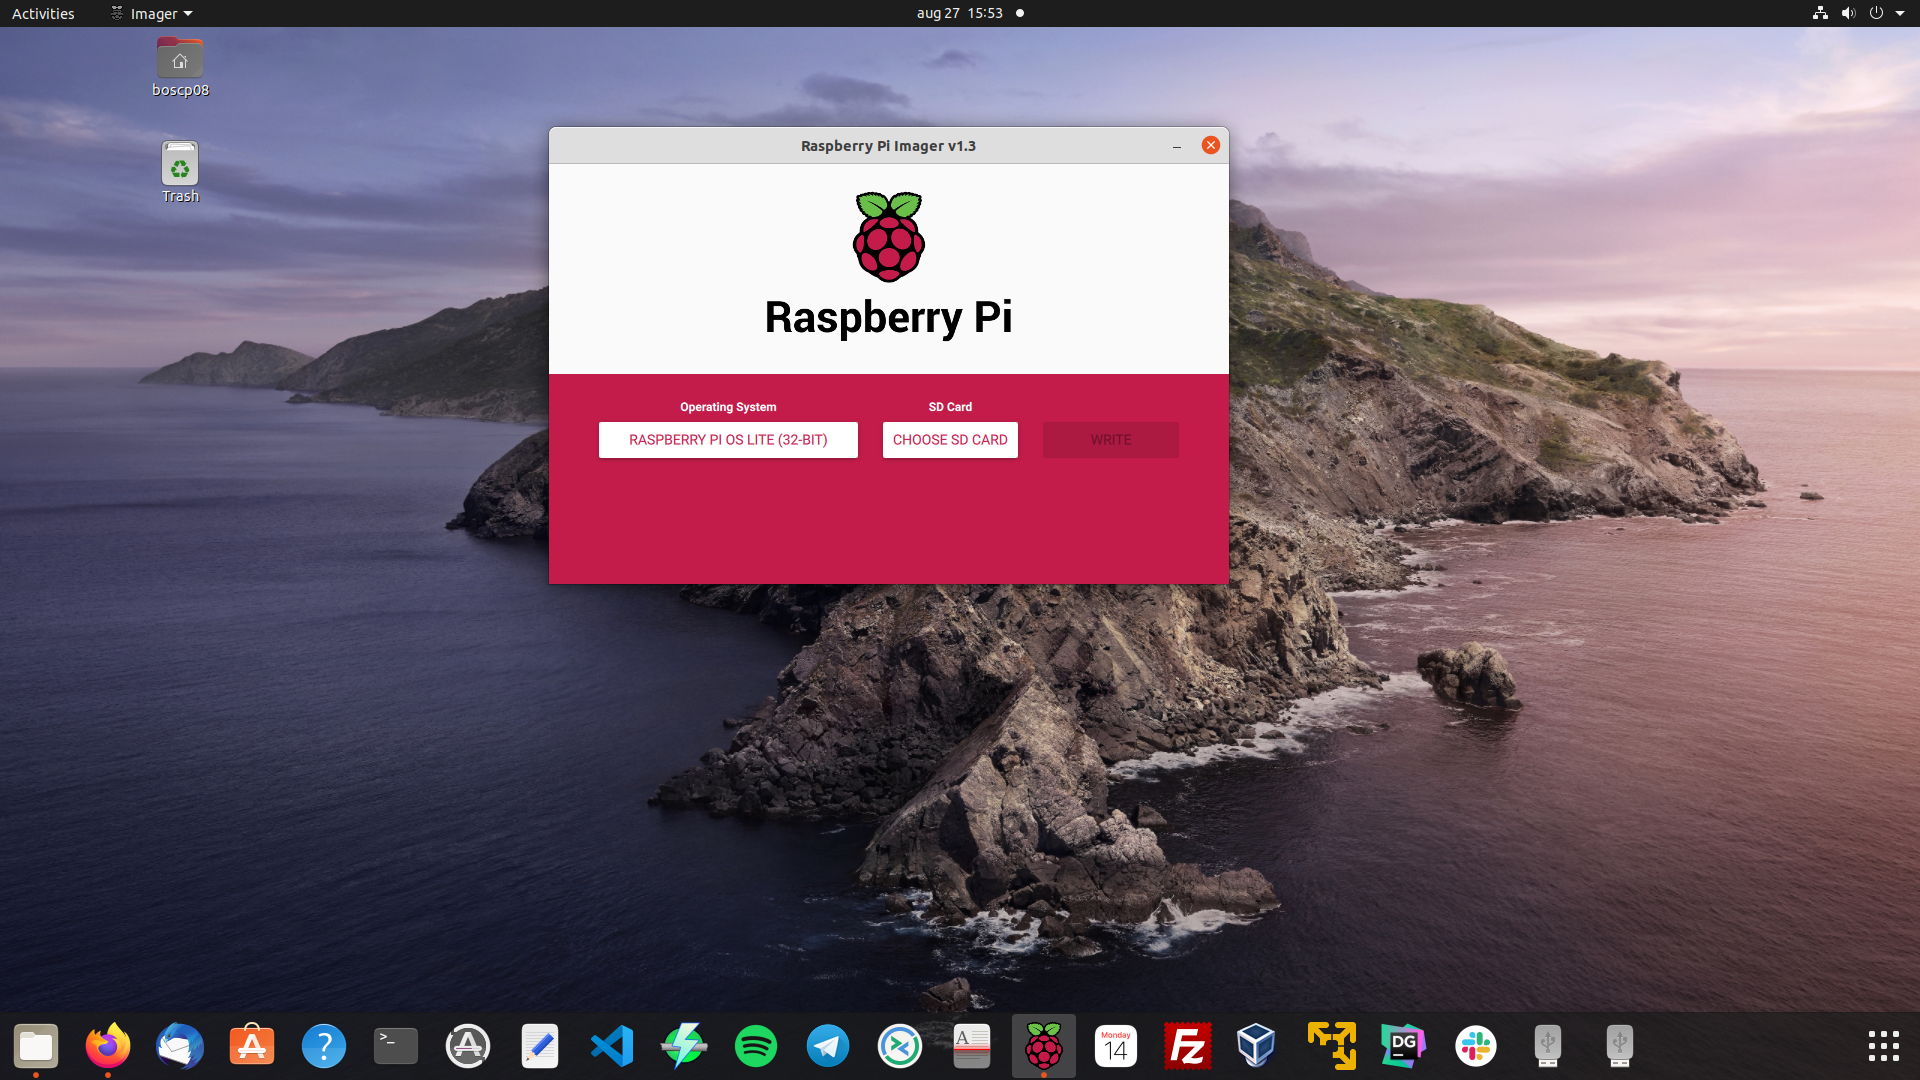 Activities
Imager
aug 27 15:53
boscp08
Trash
Raspberry Pi Imager v1.3
Raspberry Pi
Operating System
SD Card
RASPBERRY PI OS LITE (32-BIT)
CHOOSE SD CARD
WRITE
>_
A
Monday
14
Fz
DG